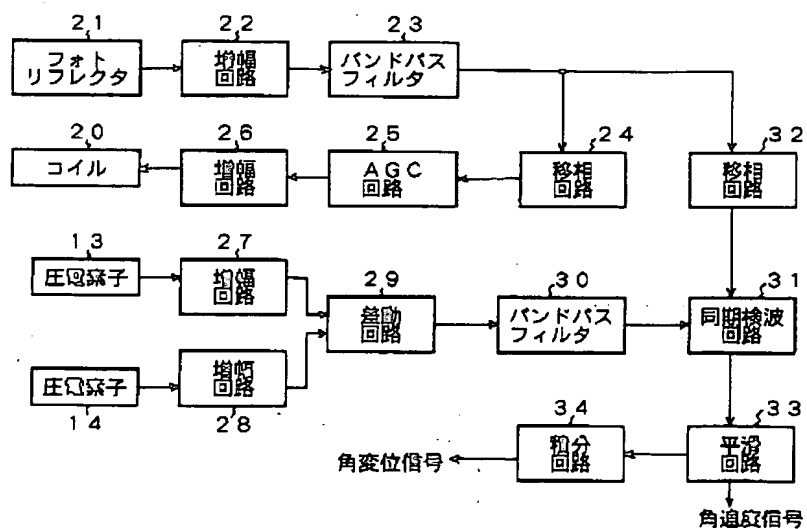 21
フォト
リフレクタ
22
増幅
回路
23
バンドパス
フィルタ
20
コイル
26
増幅
回路
25
AGC
回路
24
移相
回路
32
移相
回路
13
圧電素子
27
増幅
回路
29
差動
回路
30
バンドパス
フィルタ
31
同期検波
回路
圧電素子
14
増幅
回路
28
34
積分
回路
33
平滑
回路
角変位信号
角速度信号